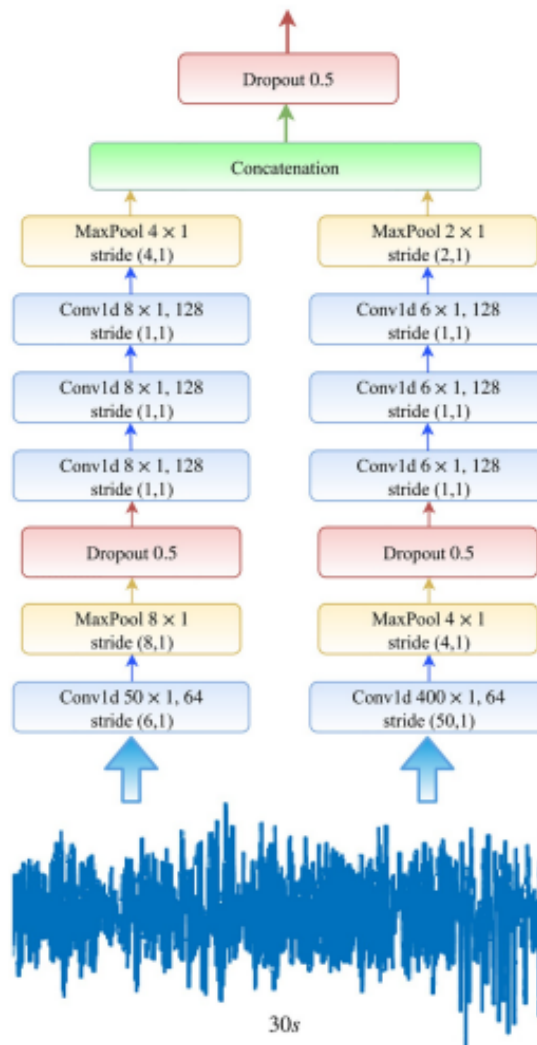 Dropout 0.5
Concatenation
MaxPool 4 × 1
stride (4,1)
MaxPool 2 × 1
stride (2,1)
Conv1d 8 × 1, 128
stride (1,1)
Conv1d 6 × 1, 128
stride (1,1)
Conv1d 8 × 1, 128
stride (1,1)
Conv1d 6 × 1, 128
stride (1,1)
Conv1d 8 × 1, 128
stride (1,1)
Conv1d 6 × 1, 128
stride (1,1)
Dropout 0.5
Dropout 0.5
MaxPool 8 × 1
stride (8,1)
MaxPool 4 × 1
stride (4,1)
Conv1d 50 × 1, 64
stride (6,1)
Conv1d 400 × 1, 64
stride (50,1)
30s